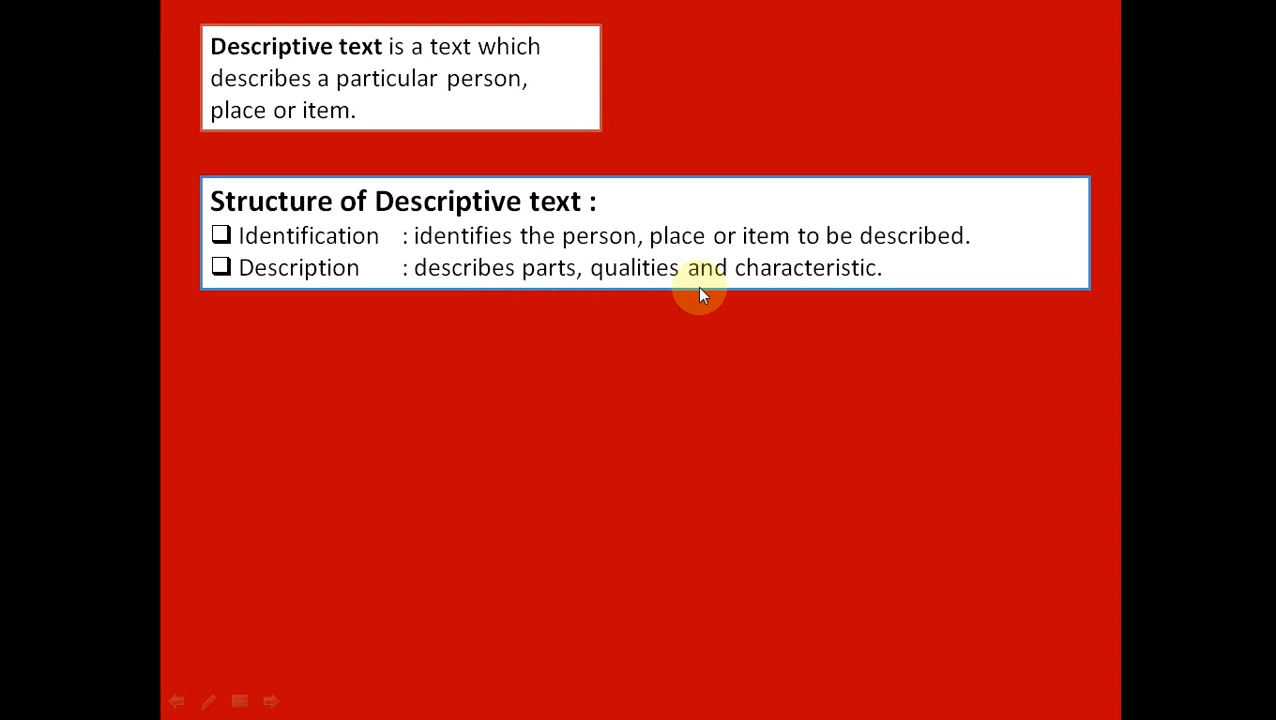 Descriptive text is a text which
describes a particular person,
place or item.
Structure of Descriptive text :
❑ Identification : identifies the person, place or item to be described.
❑ Description : describes parts, qualities and characteristic.